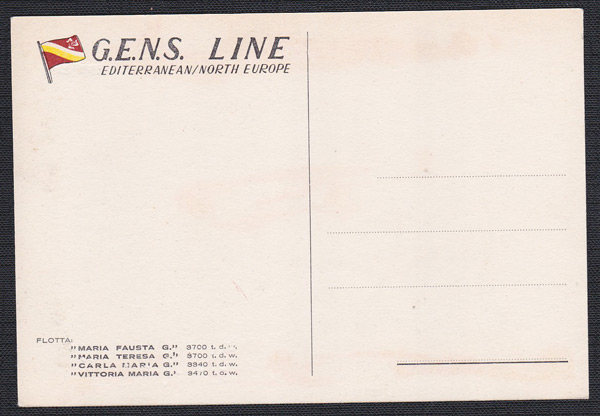 G.E.N.S. LINE
EDITERRANEAN/NORTH EUROPE
FLOTTA:
"MARIA FAUSTA G." 3700 t. d. w.
"MARIA TERESA G." 3700 t. d. w.
"CARLA MARIA G." 3340 t. d. w.
"VITTORIA MARIA G." 3470 t. d. w.